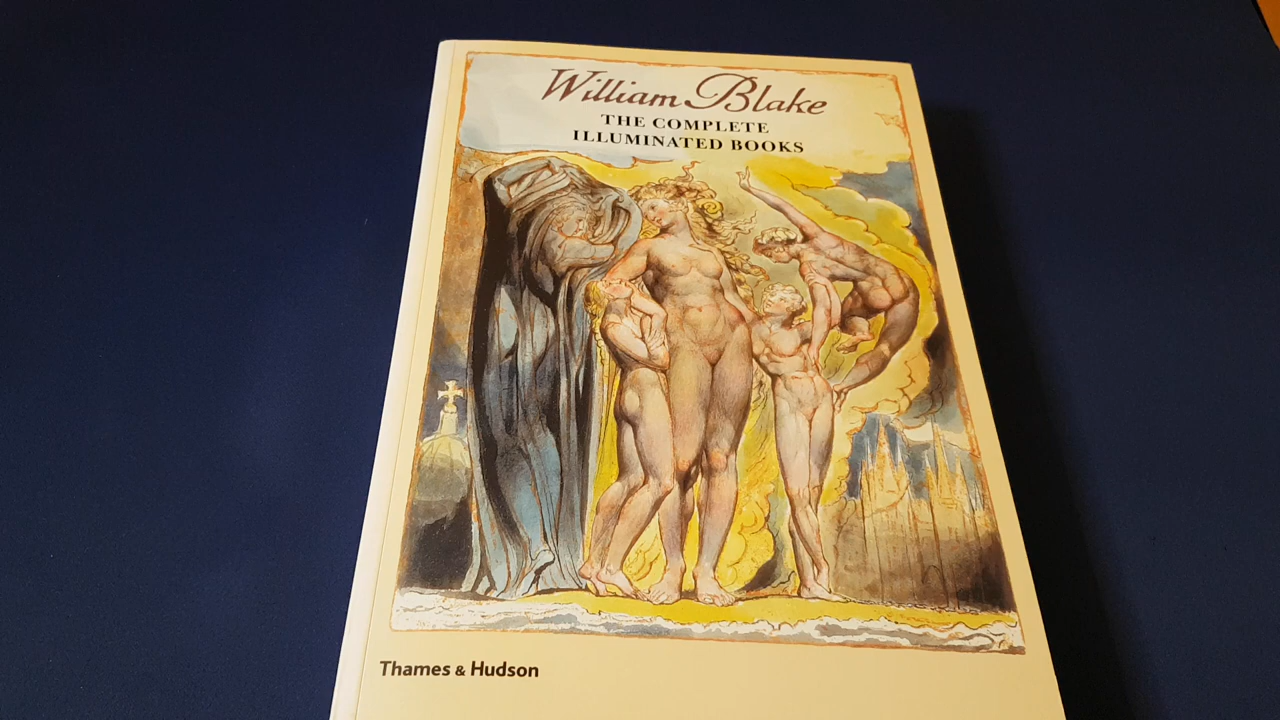 William Blake
THE COMPLETE
ILLUMINATED BOOKS
Thames & Hudson